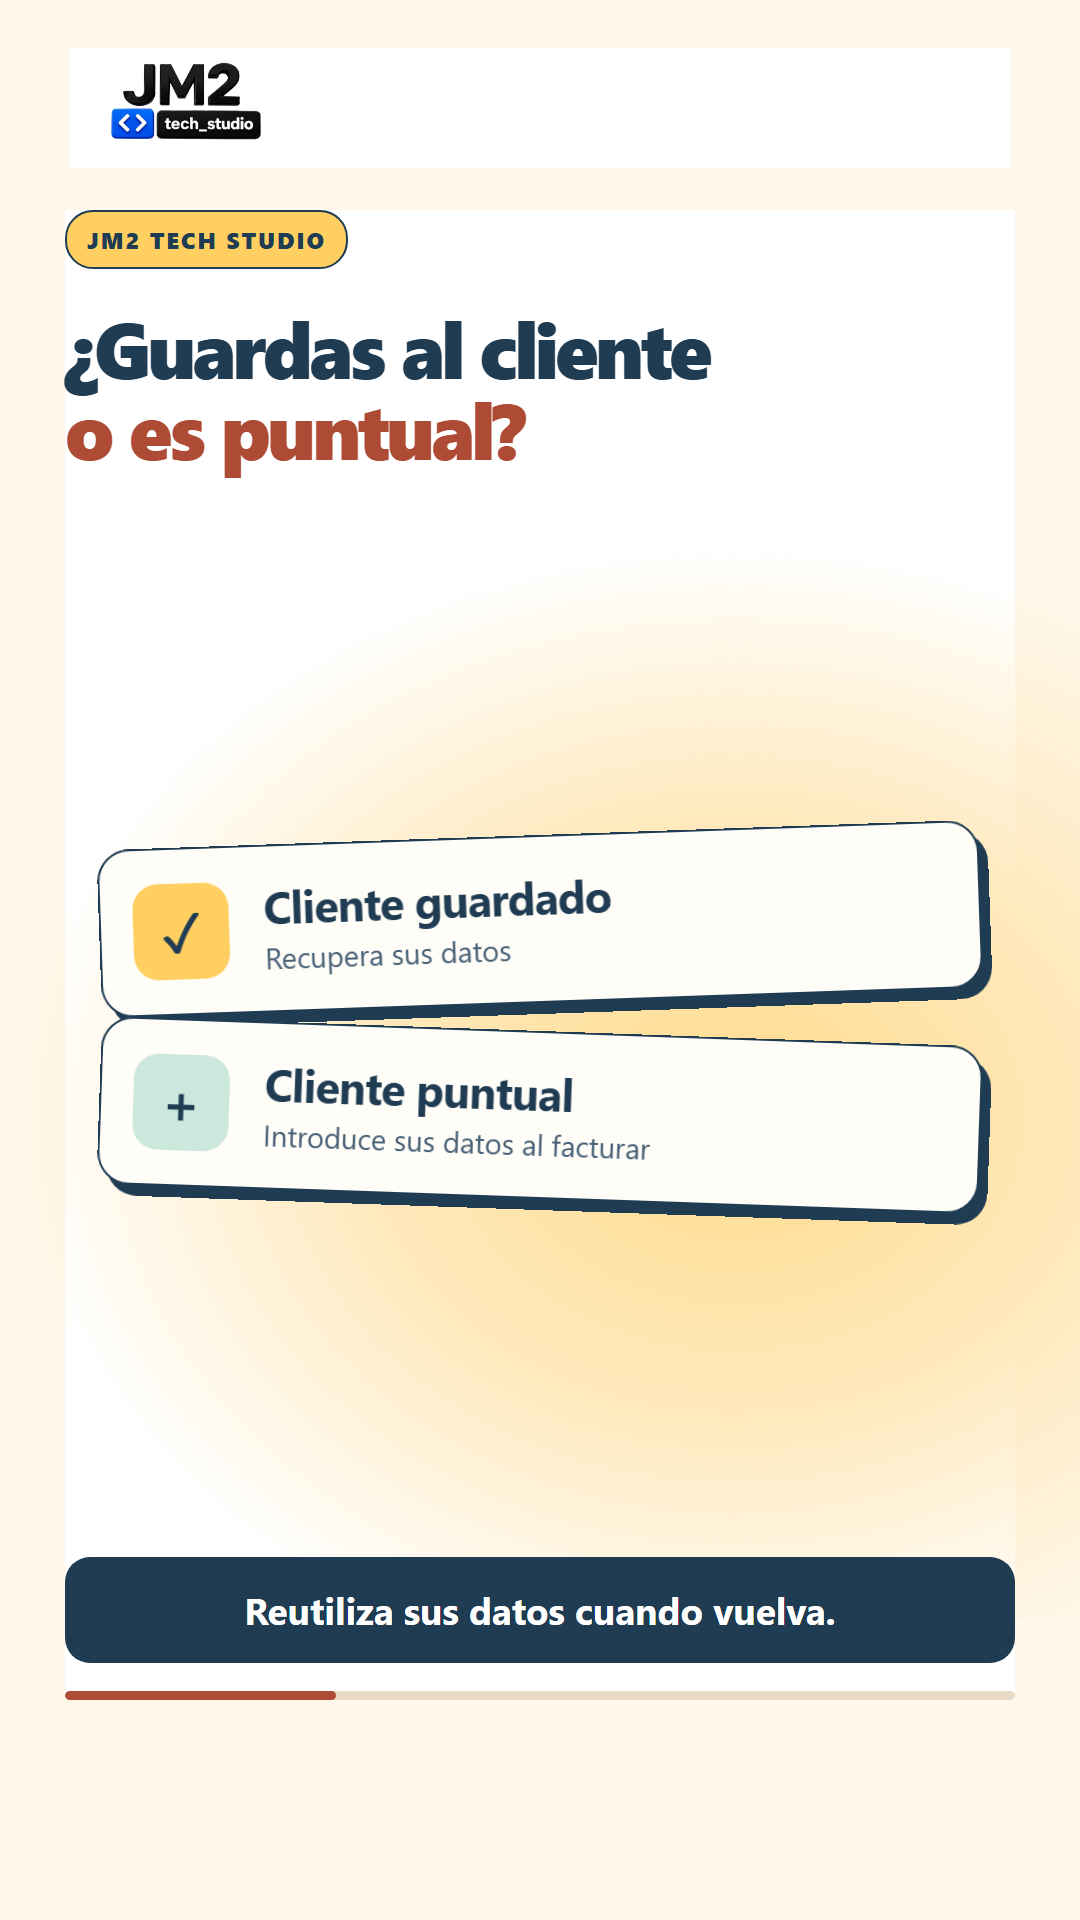 JM2
<> tech_studio
JM2 TECH STUDIO
¿Guardas al cliente
o es puntual?
✓
Cliente guardado
Recupera sus datos
+
Cliente puntual
Introduce sus datos al facturar
Reutiliza sus datos cuando vuelva.